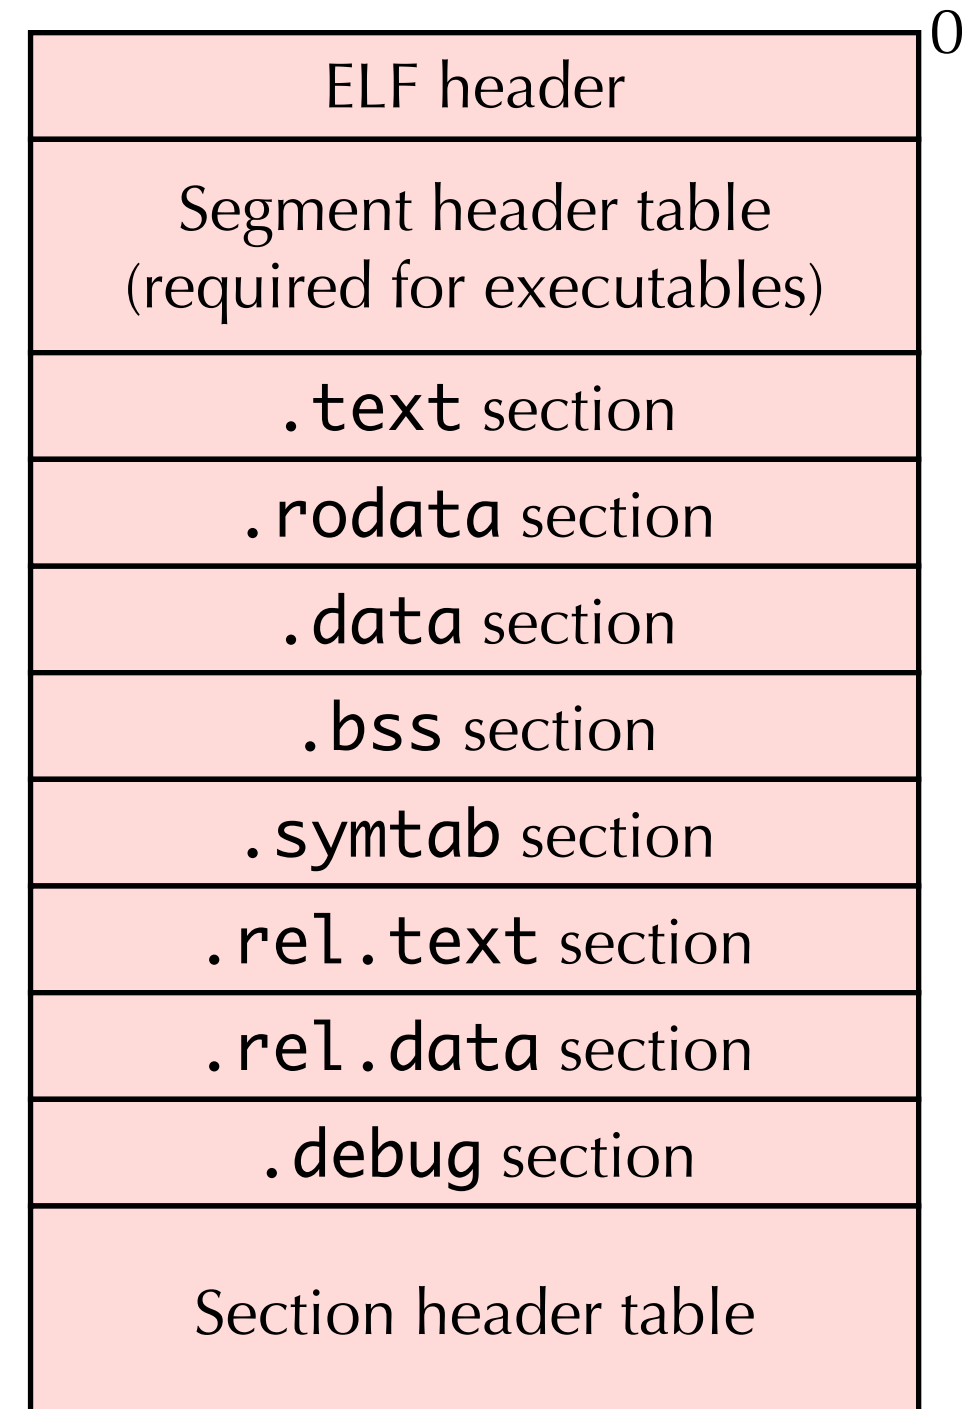 0
ELF header
Segment header table
(required for executables)
.text section
.rodata section
.data section
.bss section
.symtab section
.rel.text section
.rel.data section
.debug section
Section header table